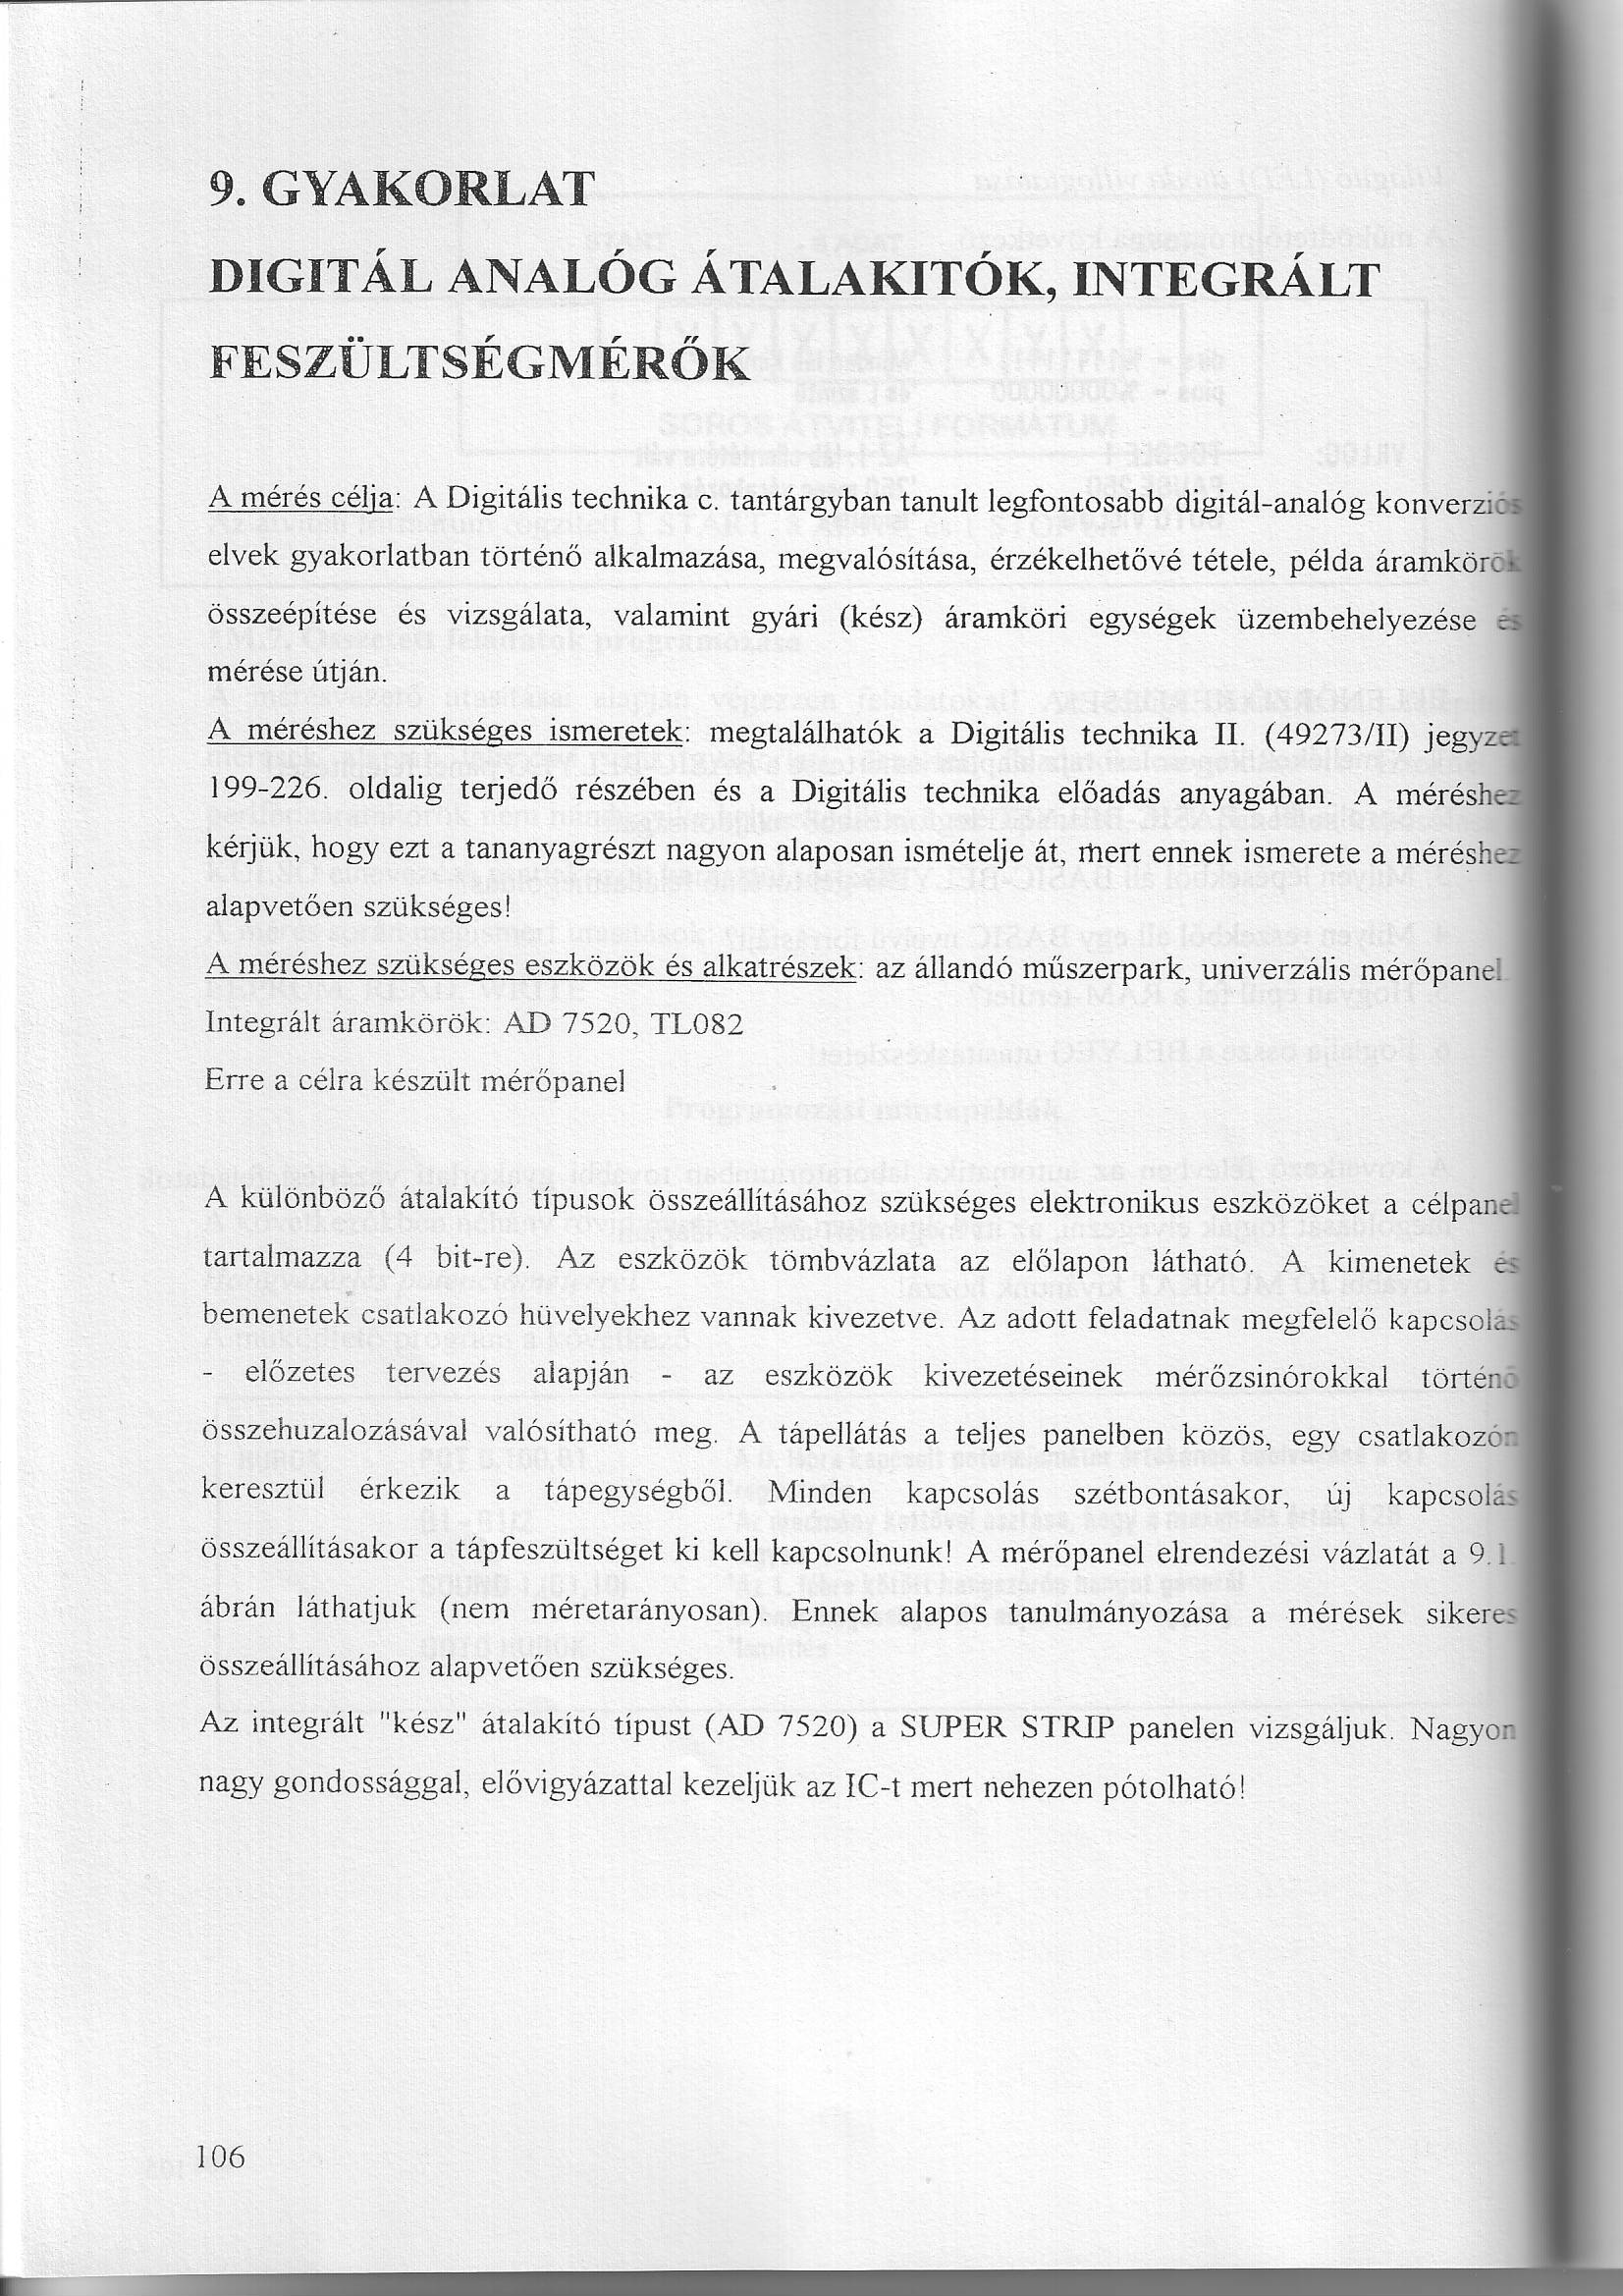 9. GYAKORLAT
DIGITÁL ANALÓG ÁTALAKITÓK, INTEGRÁLT
FESZÜLTSÉGMÉRŐK
A mérés célja: A Digitális technika c. tantárgyban tanult legfontosabb digitál-analóg konverziós
elvek gyakorlatban történő alkalmazása, megvalósítása, érzékelhetővé tétele, példa áramkörök
összeépítése és vizsgálata, valamint gyári (kész) áramköri egységek üzembehelyezése és
mérése útján.
A méréshez szükséges ismeretek: megtalálhatók a Digitális technika II. (49273/II) jegyzet
199-226. oldalig terjedő részében és a Digitális technika előadás anyagában. A méréshez
kérjük, hogy ezt a tananyagrészt nagyon alaposan ismételje át, mert ennek ismerete a méréshez
alapvetően szükséges!
A méréshez szükséges eszközök és alkatrészek: az állandó műszerpark, univerzális mérőpanel
Integrált áramkörök: AD 7520, TL082
Erre a célra készült mérőpanel
A különböző átalakító típusok összeállításához szükséges elektronikus eszközöket a célpanel
tartalmazza (4 bit-re). Az eszközök tömbvázlata az előlapon látható. A kimenetek és
bemenetek csatlakozó hüvelyekhez vannak kivezetve. Az adott feladatnak megfelelő kapcsolás
- előzetes tervezés alapján - az eszközök kivezetéseinek mérőzsinórokkal történő
összehuzalozásával valósítható meg. A tápellátás a teljes panelben közös, egy csatlakozón
keresztül érkezik a tápegységből. Minden kapcsolás szétbontásakor, új kapcsolás
összeállításakor a tápfeszültséget ki kell kapcsolnunk! A mérőpanel elrendezési vázlatát a 9.1.
ábrán láthatjuk (nem méretarányosan). Ennek alapos tanulmányozása a mérések sikeres
összeállításához alapvetően szükséges.
Az integrált "kész" átalakító típust (AD 7520) a SUPER STRIP panelen vizsgáljuk. Nagyon
nagy gondossággal, elővigyázattal kezeljük az IC-t mert nehezen pótolható!
106